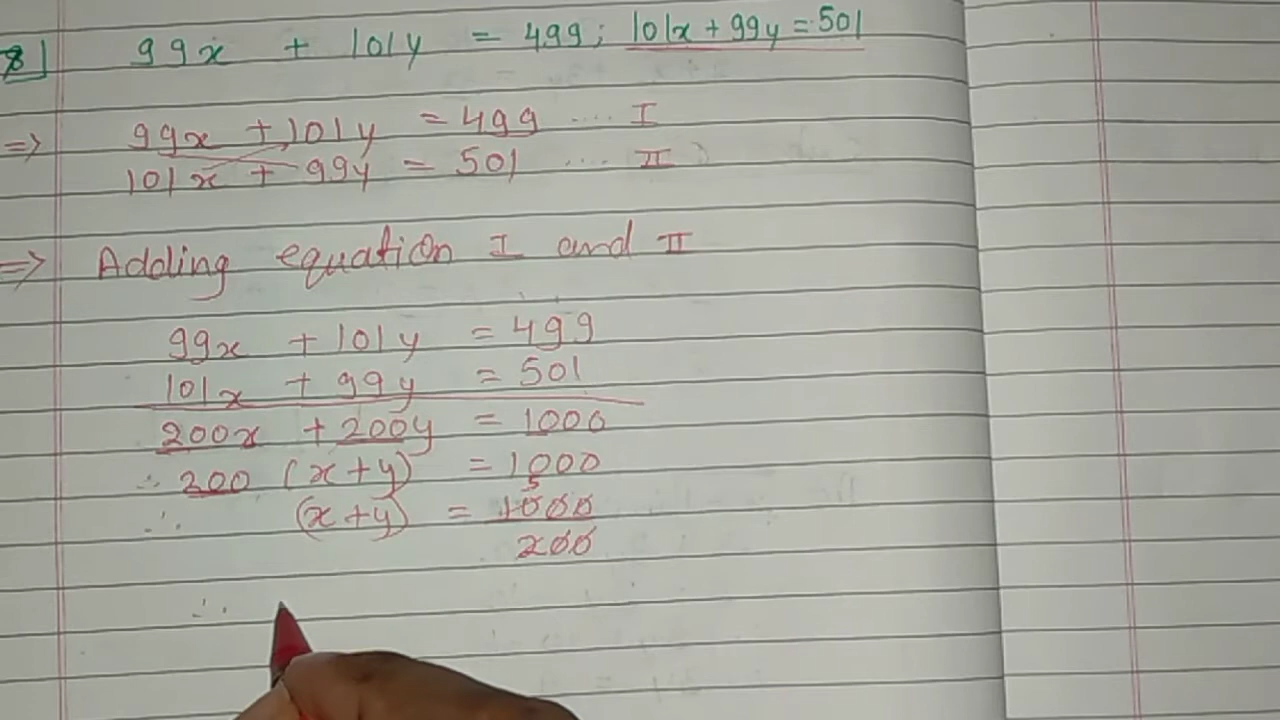 8] 99x + 101y = 499; 101x + 99y = 501
=> 99x + 101y = 499 .... I
101x + 99y = 501 .... II
=> Adding equation I and II
99x + 101y = 499
101x + 99y = 501
200x + 200y = 1000
∴ 200 (x+y) = 1000
5
∴ (x+y) = 1000
200
∴